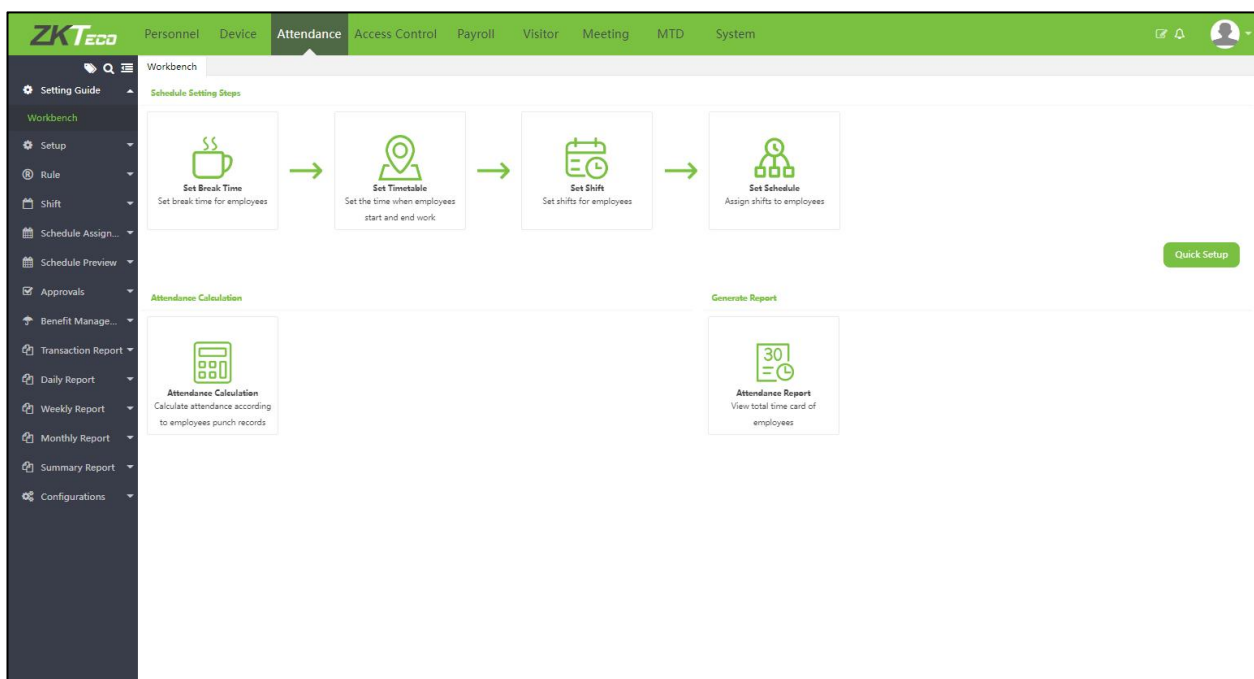 ZKTECO
Personnel Device Attendance Access Control Payroll Visitor Meeting MTD System
Workbench
Setting Guide
Workbench
Setup
Rule
Shift
Schedule Assign...
Schedule Preview
Approvals
Benefit Manage...
Transaction Report
Daily Report
Weekly Report
Monthly Report
Summary Report
Configurations
Schedule Setting Steps
Set Break Time
Set break time for employees
Set Timetable
Set the time when employees
start and end work
Set Shift
Set shifts for employees
Set Schedule
Assign shifts to employees
Quick Setup
Attendance Calculation
Attendance Calculation
Calculate attendance according
to employees punch records
Generate Report
30
Attendance Report
View total time card of
employees